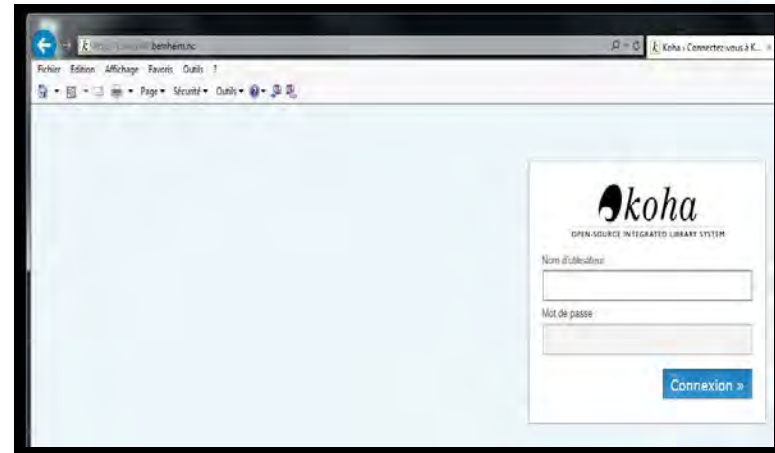 bernheim.nc
Koha › Connectez-vous à K...
Fichier Edition Affichage Favoris Outils ?
Page Sécurité Outils
koha
OPEN-SOURCE INTEGRATED LIBRARY SYSTEM
Nom d'utilisateur
Mot de passe
Connexion »